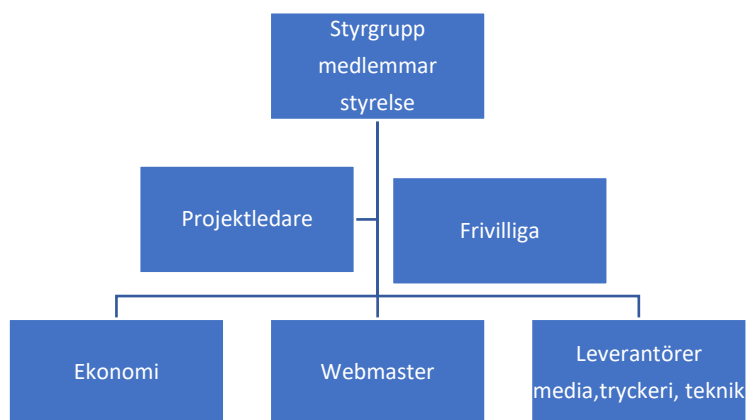 Styrgrupp
medlemmar
styrelse
Projektledare
Frivilliga
Ekonomi
Webmaster
Leverantörer
media,tryckeri, teknik